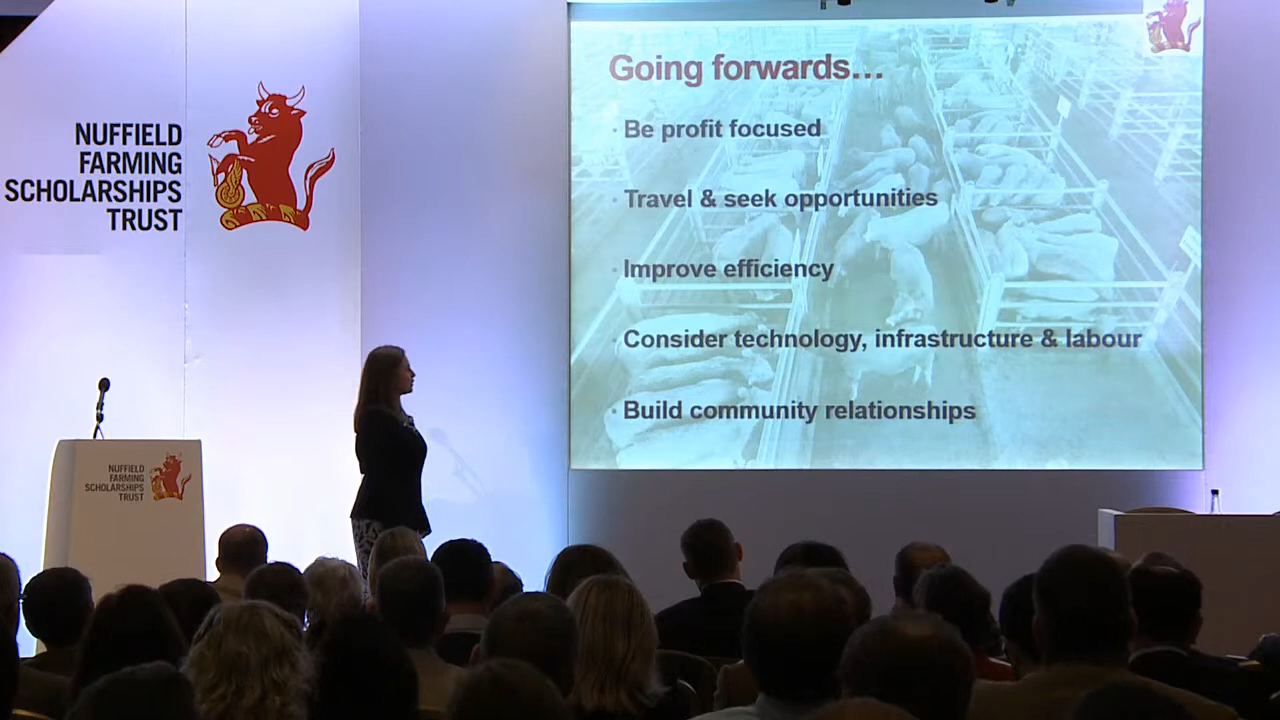 NUFFIELD
FARMING
SCHOLARSHIPS
TRUST
Going forwards…
· Be profit focused
· Travel & seek opportunities
· Improve efficiency
· Consider technology, infrastructure & labour
· Build community relationships
NUFFIELD
FARMING
SCHOLARSHIPS
TRUST